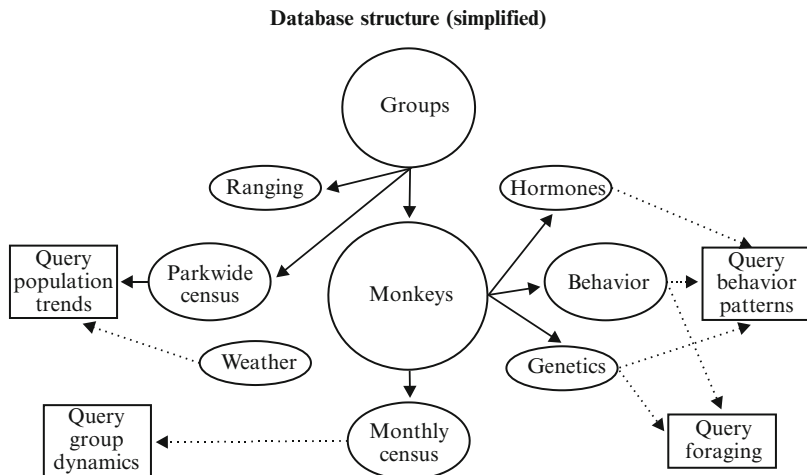 Database structure (simplified)
Groups
Ranging
Hormones
Query
population
trends
Parkwide
census
Monkeys
Behavior
Query
behavior
patterns
Weather
Genetics
Query
group
dynamics
Monthly
census
Query
foraging